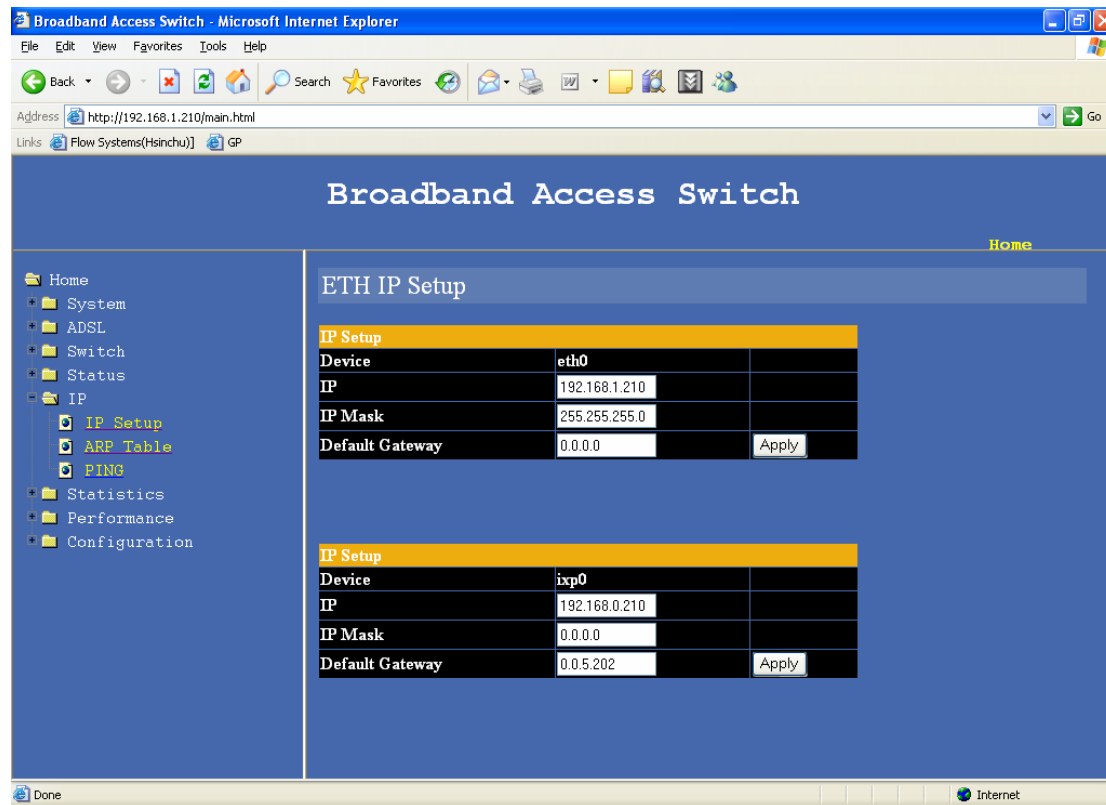 Broadband Access Switch - Microsoft Internet Explorer
File Edit View Favorites Tools Help
Back Search Favorites
Address http://192.168.1.210/main.html Go
Links Flow Systems(Hsinchu)] GP
Broadband Access Switch
Home
Home
System
ADSL
Switch
Status
IP
IP Setup
ARP Table
PING
Statistics
Performance
Configuration
ETH IP Setup
IP Setup
Device eth0
IP 192.168.1.210
IP Mask 255.255.255.0
Default Gateway 0.0.0.0 Apply
IP Setup
Device ixp0
IP 192.168.0.210
IP Mask 0.0.0.0
Default Gateway 0.0.5.202 Apply
Done Internet